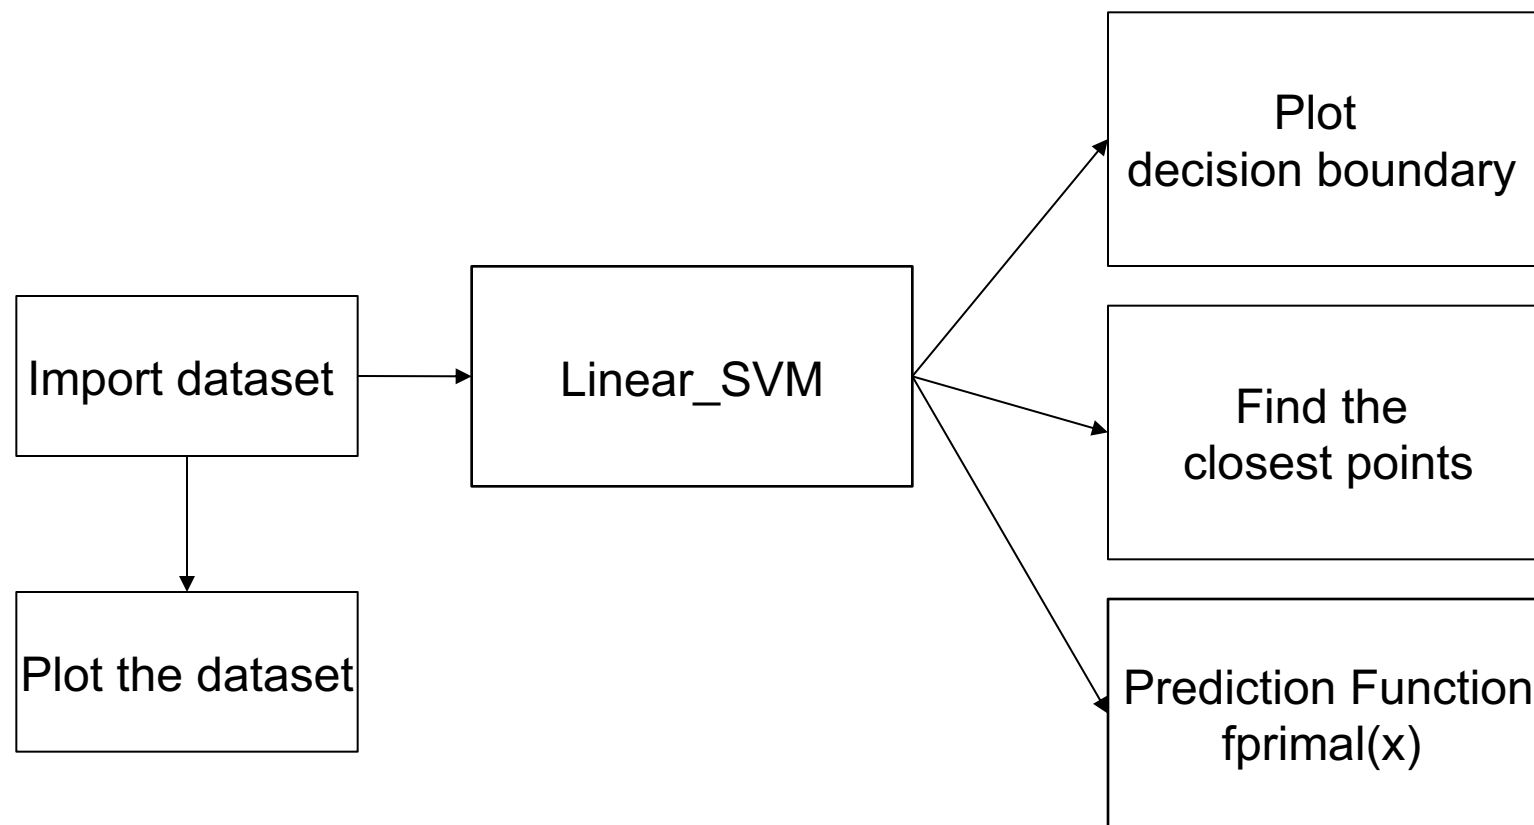 Plot
decision boundary
Import dataset
Linear_SVM
Find the
closest points
Plot the dataset
Prediction Function
fprimal(x)